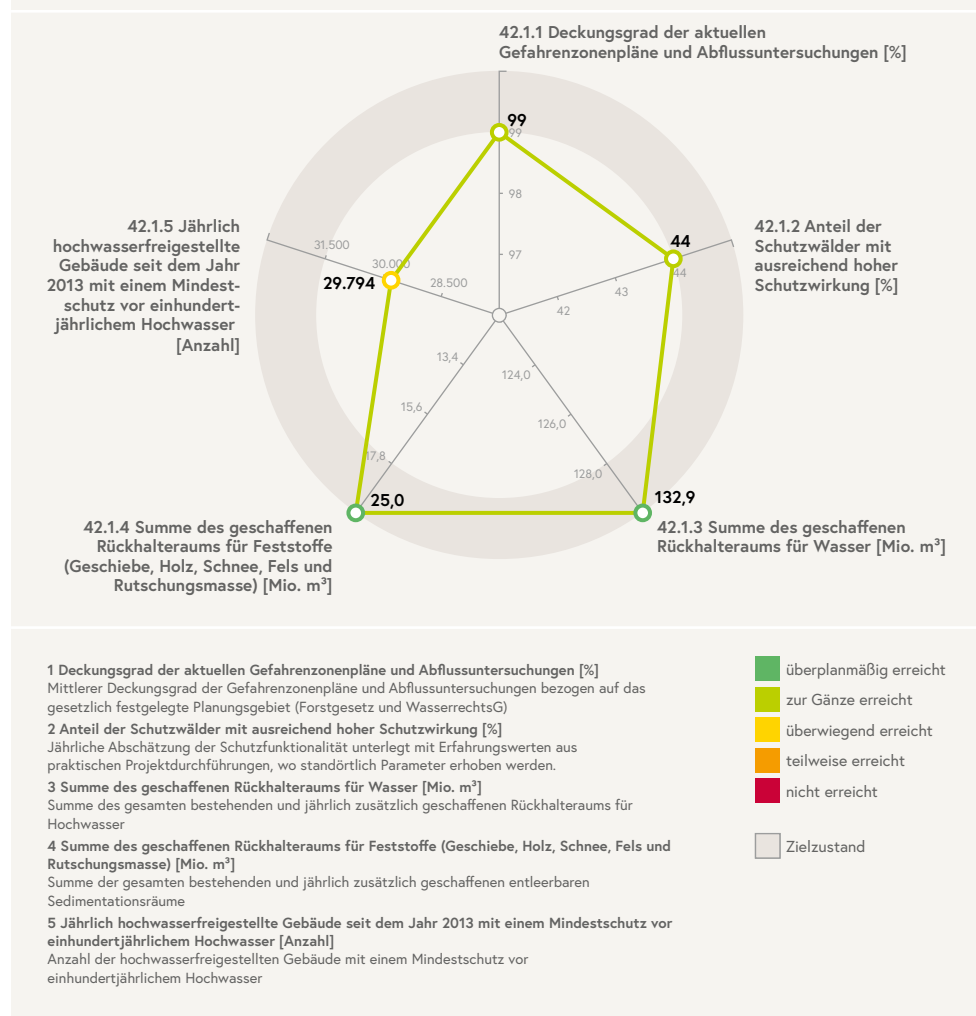 42.1.1 Deckungsgrad der aktuellen
Gefahrenzonenpläne und Abflussuntersuchungen [%]
99
99
98
97
42.1.2 Anteil der
Schutzwälder mit
ausreichend hoher
Schutzwirkung [%]
44
44
43
42
42.1.5 Jährlich
hochwasserfreigestellte
Gebäude seit dem Jahr
2013 mit einem Mindest-
schutz vor einhundert-
jährlichem Hochwasser
[Anzahl]
31.500
30.000
29.794
28.500
13,4
15,6
17,8
25,0
124,0
126,0
128,0
132,9
42.1.4 Summe des geschaffenen
Rückhalteraums für Feststoffe
(Geschiebe, Holz, Schnee, Fels und
Rutschungsmasse) [Mio. m³]
42.1.3 Summe des geschaffenen
Rückhalteraums für Wasser [Mio. m³]
1 Deckungsgrad der aktuellen Gefahrenzonenpläne und Abflussuntersuchungen [%]
Mittlerer Deckungsgrad der Gefahrenzonenpläne und Abflussuntersuchungen bezogen auf das
gesetzlich festgelegte Planungsgebiet (Forstgesetz und WasserrechtsG)
2 Anteil der Schutzwälder mit ausreichend hoher Schutzwirkung [%]
Jährliche Abschätzung der Schutzfunktionalität unterlegt mit Erfahrungswerten aus
praktischen Projektdurchführungen, wo standörtlich Parameter erhoben werden.
3 Summe des geschaffenen Rückhalteraums für Wasser [Mio. m³]
Summe des gesamten bestehenden und jährlich zusätzlich geschaffenen Rückhalteraums für
Hochwasser
4 Summe des geschaffenen Rückhalteraums für Feststoffe (Geschiebe, Holz, Schnee, Fels und
Rutschungsmasse) [Mio. m³]
Summe der gesamten bestehenden und jährlich zusätzlich geschaffenen entleerbaren
Sedimentationsräume
5 Jährlich hochwasserfreigestellte Gebäude seit dem Jahr 2013 mit einem Mindestschutz vor
einhundertjährlichem Hochwasser [Anzahl]
Anzahl der hochwasserfreigestellten Gebäude mit einem Mindestschutz vor
einhundertjährlichem Hochwasser
überplanmäßig erreicht
zur Gänze erreicht
überwiegend erreicht
teilweise erreicht
nicht erreicht
Zielzustand